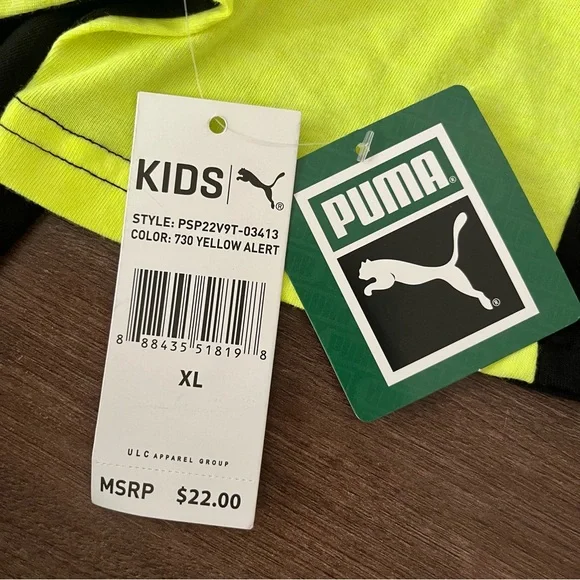 KIDS
®
STYLE: PSP22V9T-03413
COLOR: 730 YELLOW ALERT
8 88435 51819 8
XL
ULC APPAREL GROUP
MSRP $22.00
PUMA®
®